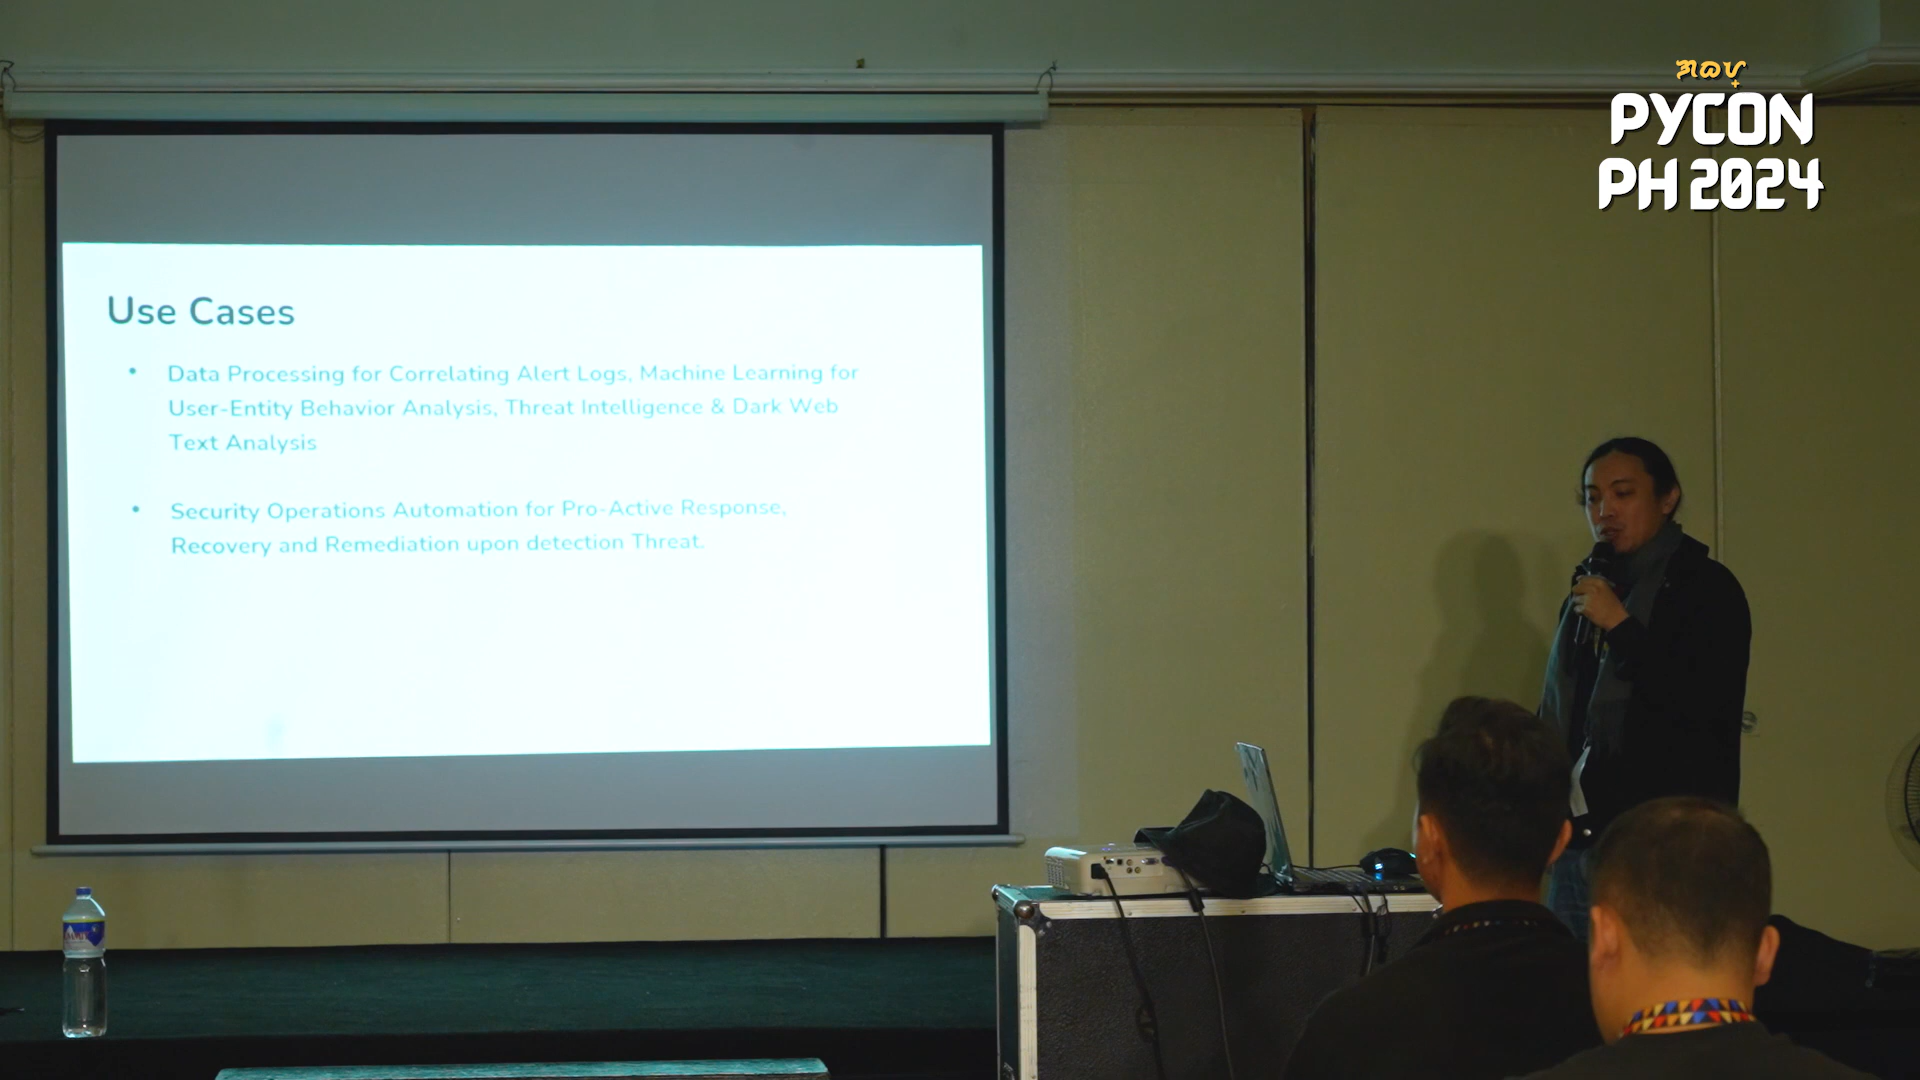 PYCON
PH 2024
Use Cases
• Data Processing for Correlating Alert Logs, Machine Learning for
User-Entity Behavior Analysis, Threat Intelligence & Dark Web
Text Analysis
• Security Operations Automation for Pro-Active Response,
Recovery and Remediation upon detection Threat.